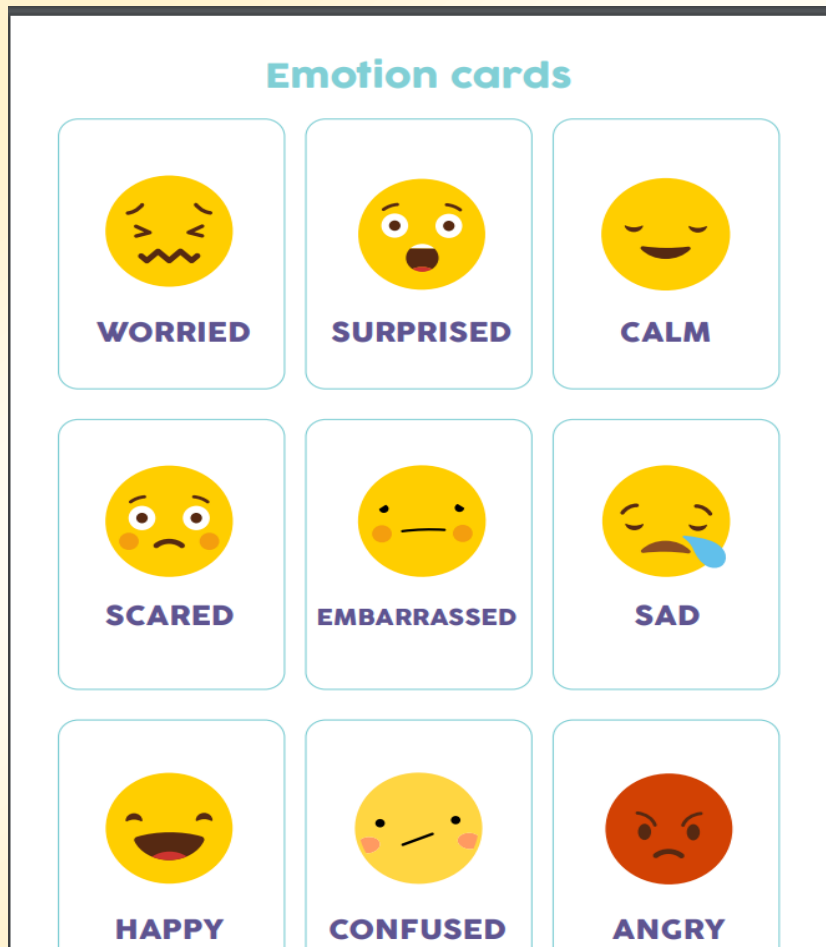 Emotion cards
WORRIED
SURPRISED
CALM
SCARED
EMBARRASSED
SAD
HAPPY
CONFUSED
ANGRY